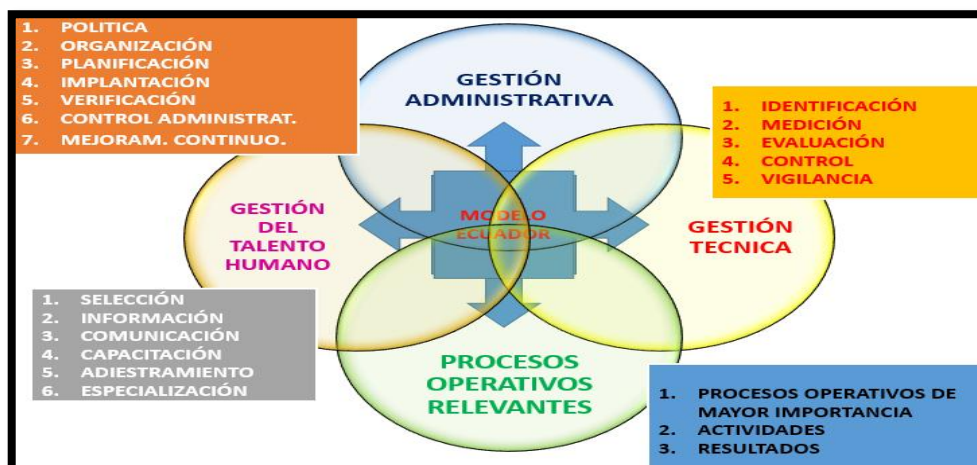 1. POLITICA
2. ORGANIZACIÓN
3. PLANIFICACIÓN
4. IMPLANTACIÓN
5. VERIFICACIÓN
6. CONTROL ADMINISTRAT.
7. MEJORAM. CONTINUO.
GESTIÓN
ADMINISTRATIVA
1. IDENTIFICACIÓN
2. MEDICIÓN
3. EVALUACIÓN
4. CONTROL
5. VIGILANCIA
GESTIÓN
DEL
TALENTO
HUMANO
MODELO
ECUADOR
GESTIÓN
TECNICA
1. SELECCIÓN
2. INFORMACIÓN
3. COMUNICACIÓN
4. CAPACITACIÓN
5. ADIESTRAMIENTO
6. ESPECIALIZACIÓN
PROCESOS
OPERATIVOS
RELEVANTES
1. PROCESOS OPERATIVOS DE
MAYOR IMPORTANCIA
2. ACTIVIDADES
3. RESULTADOS